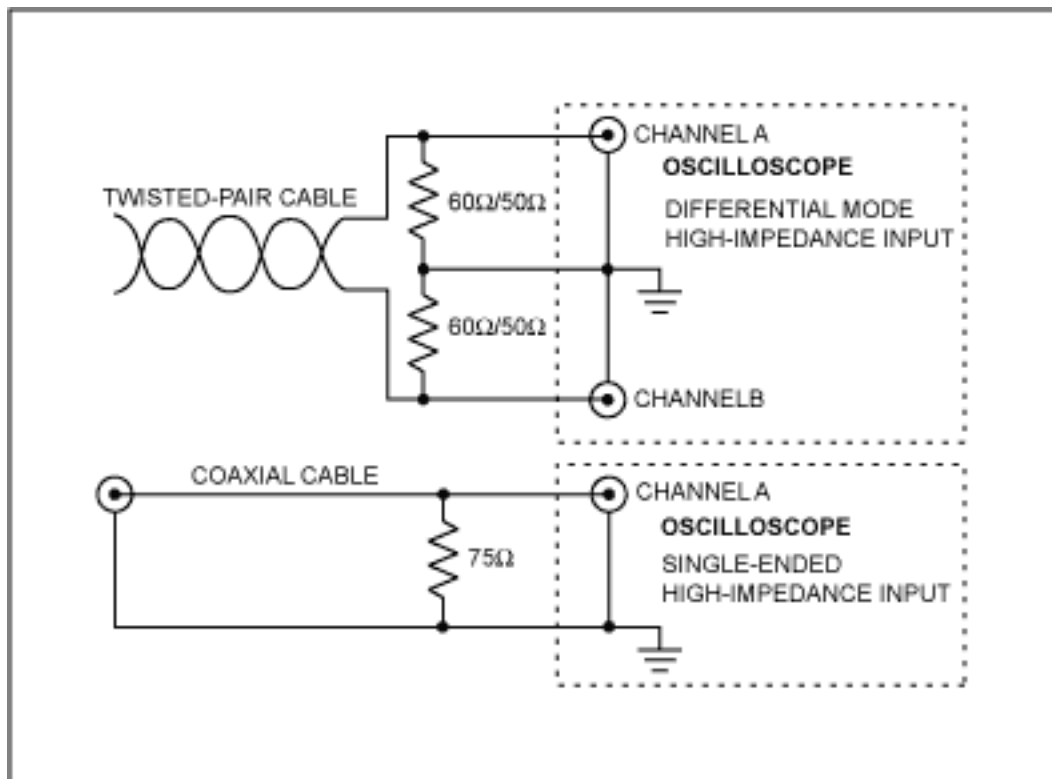 TWISTED-PAIR CABLE
60Ω/50Ω
60Ω/50Ω
CHANNEL A
OSCILLOSCOPE
DIFFERENTIAL MODE
HIGH-IMPEDANCE INPUT
CHANNELB
COAXIAL CABLE
75Ω
CHANNEL A
OSCILLOSCOPE
SINGLE-ENDED
HIGH-IMPEDANCE INPUT